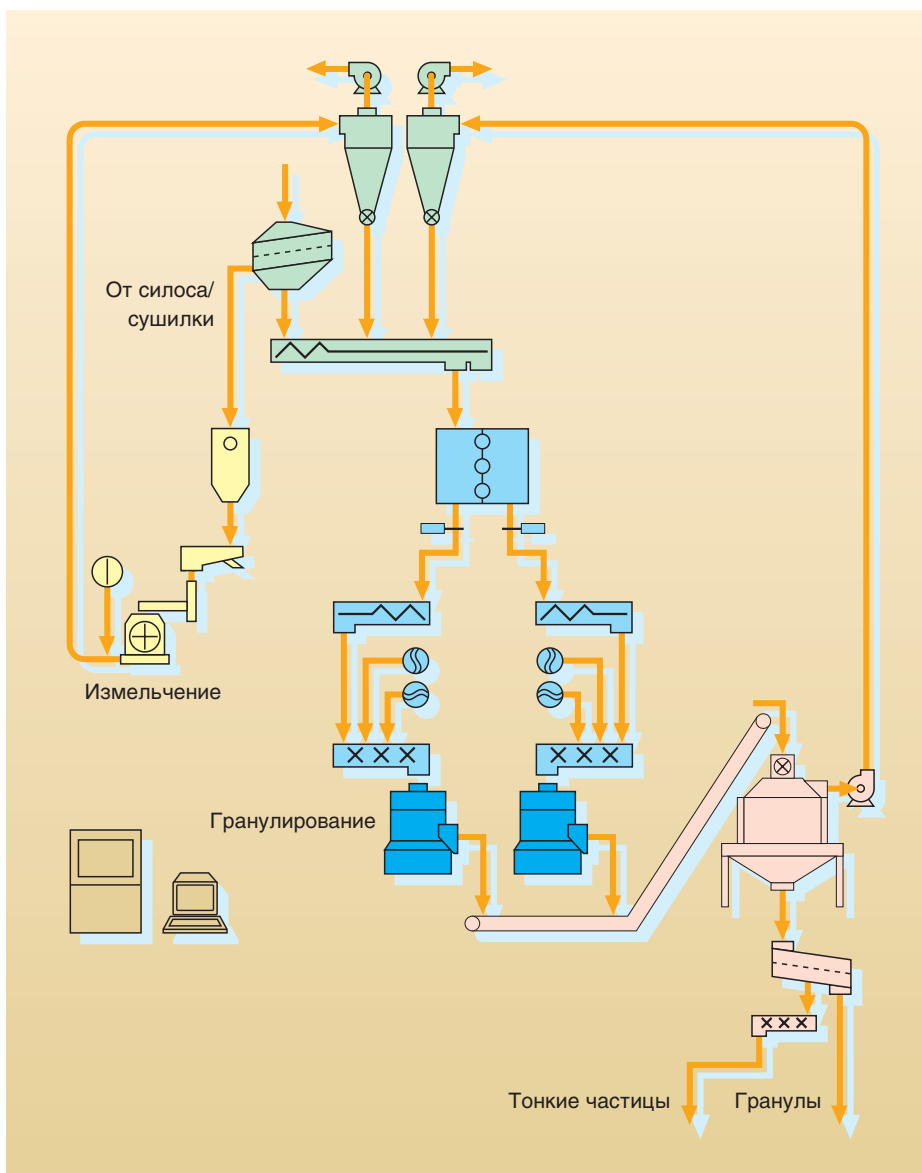 От силоса/
сушилки
Измельчение
Гранулирование
Тонкие частицы
Гранулы